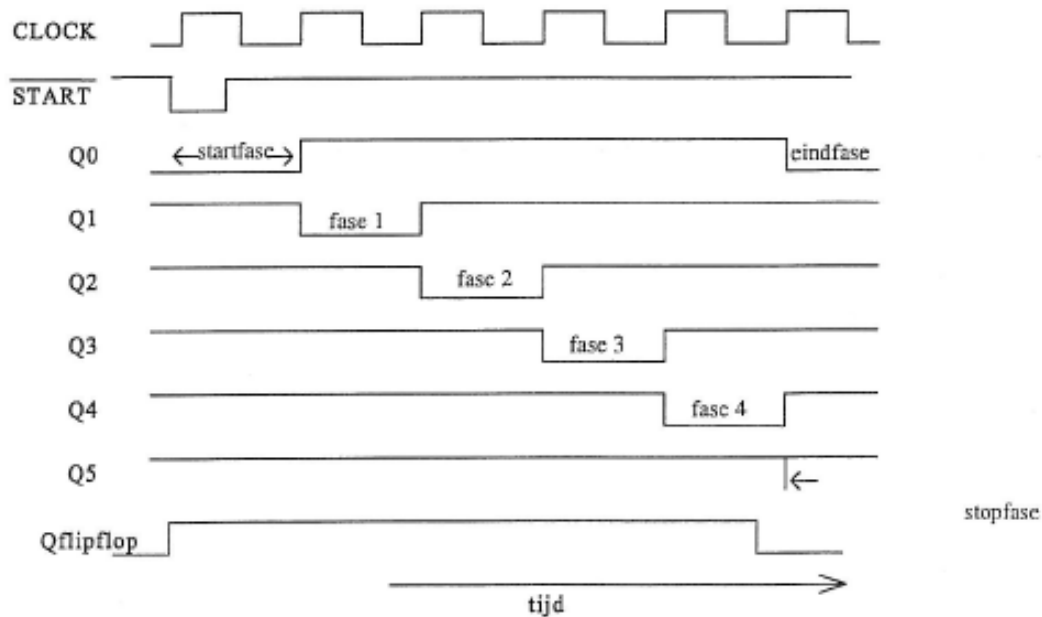 CLOCK
START
Q0 startfase eindfase
Q1 fase 1
Q2 fase 2
Q3 fase 3
Q4 fase 4
Q5
stopfase
Qflipflop
tijd